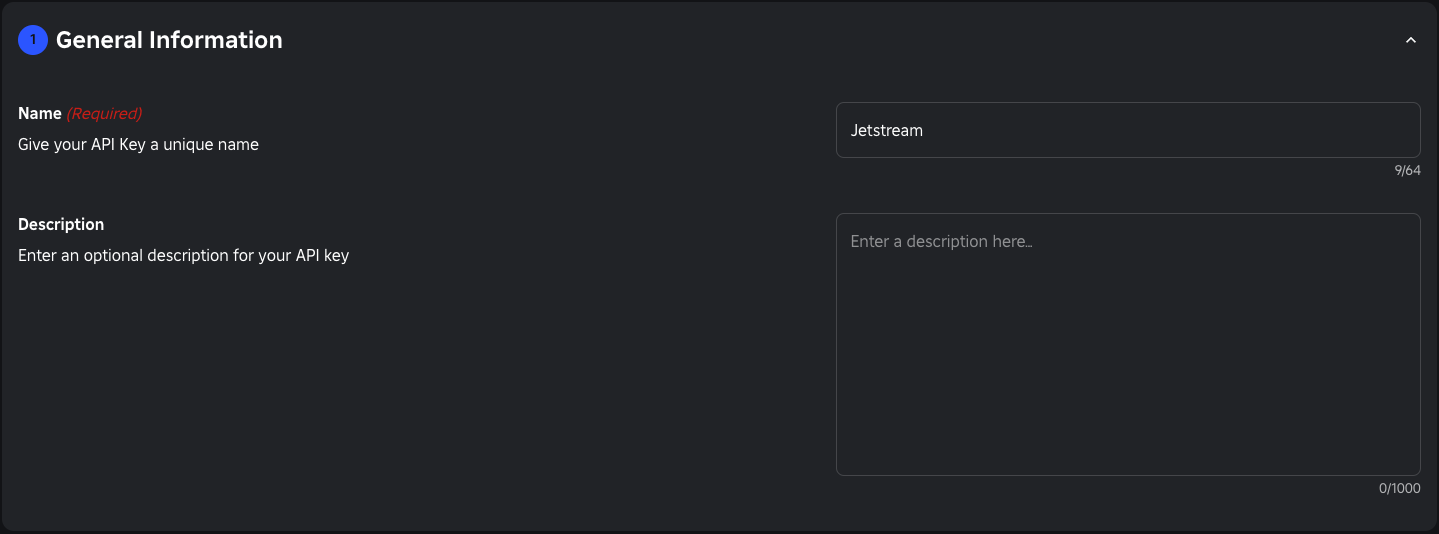 1 General Information
Name (Required)
Give your API Key a unique name
Jetstream
9/64
Description
Enter an optional description for your API key
Enter a description here...
0/1000